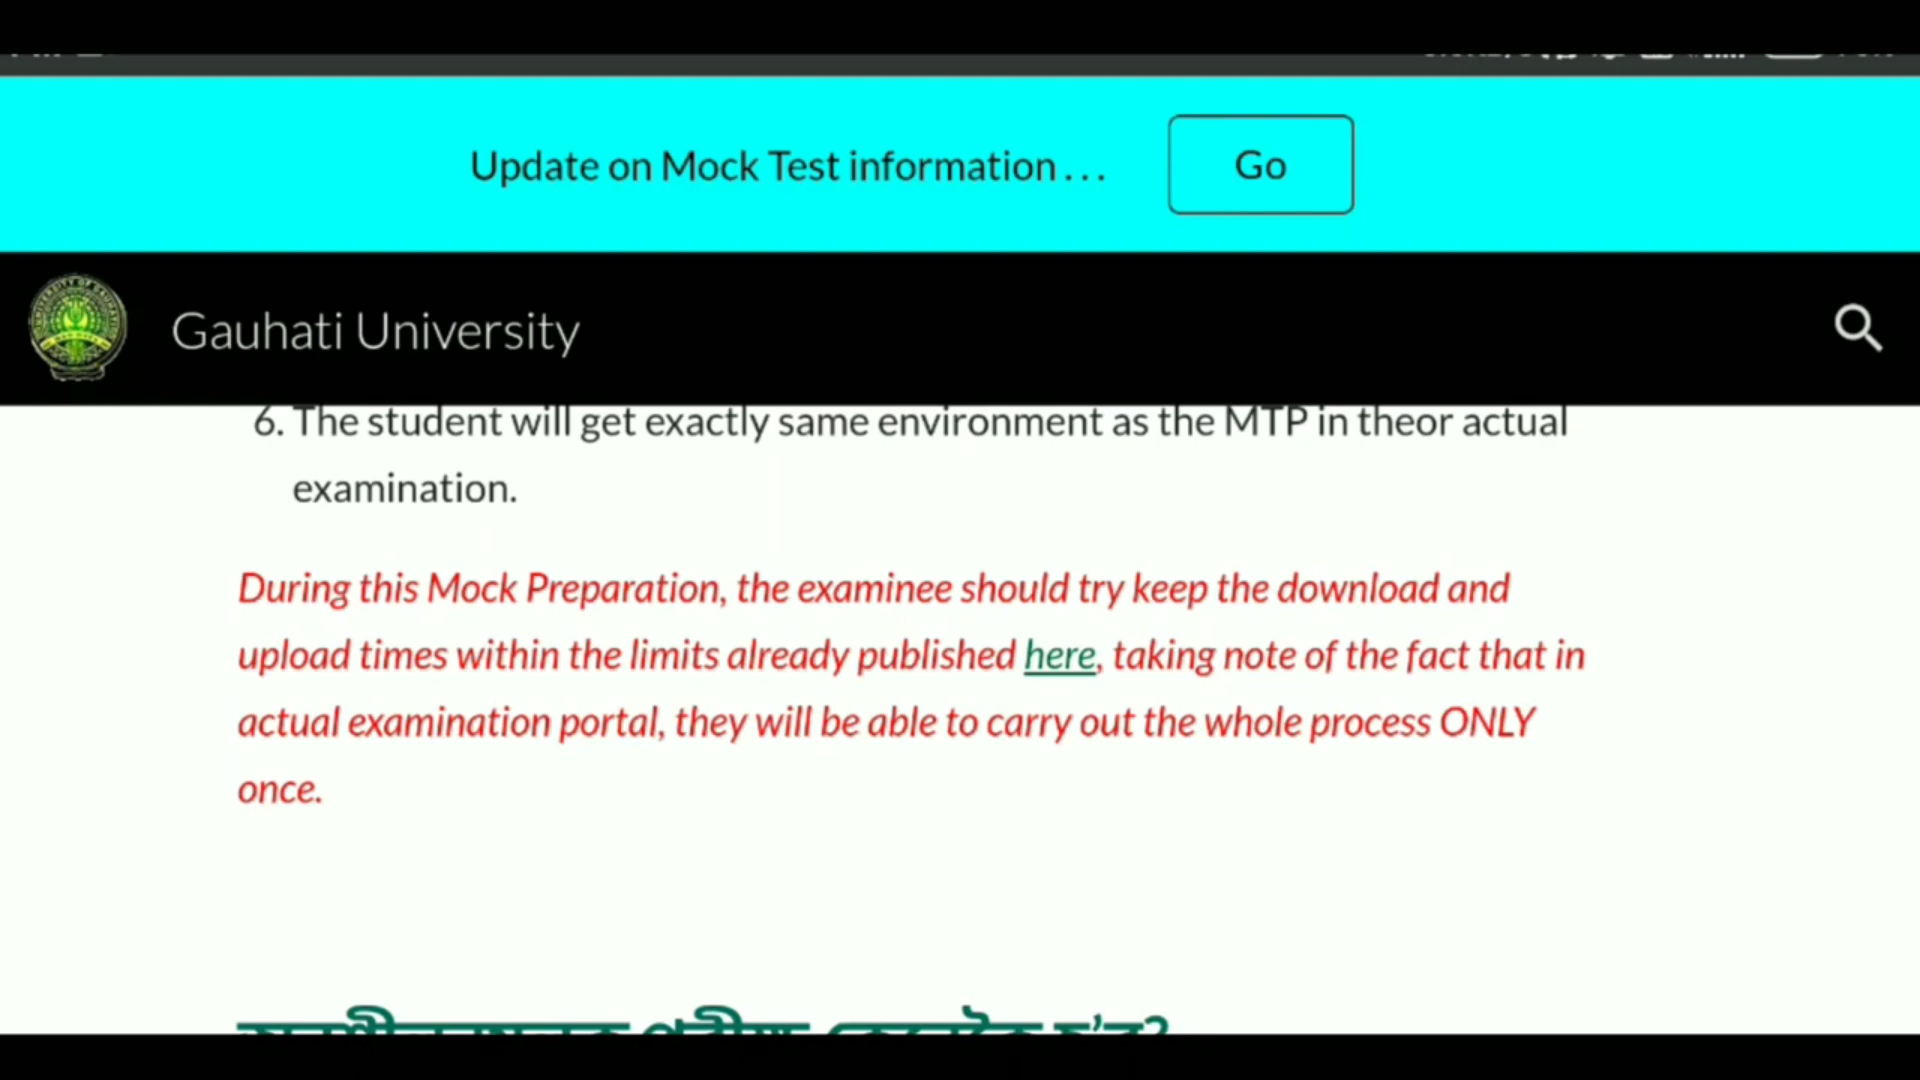 Update on Mock Test information ...
Go
Gauhati University
6. The student will get exactly same environment as the MTP in theor actual
examination.
During this Mock Preparation, the examinee should try keep the download and
upload times within the limits already published here, taking note of the fact that in
actual examination portal, they will be able to carry out the whole process ONLY
once.